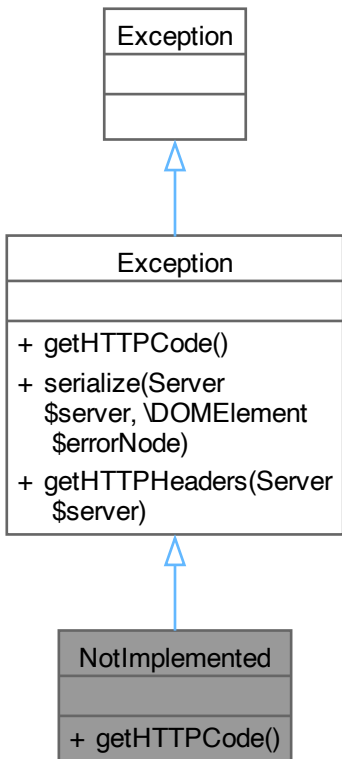 Exception
Exception
+ getHTTPCode()
+ serialize(Server
$server, \DOMElement
$errorNode)
+ getHTTPHeaders(Server
$server)
NotImplemented
+ getHTTPCode()